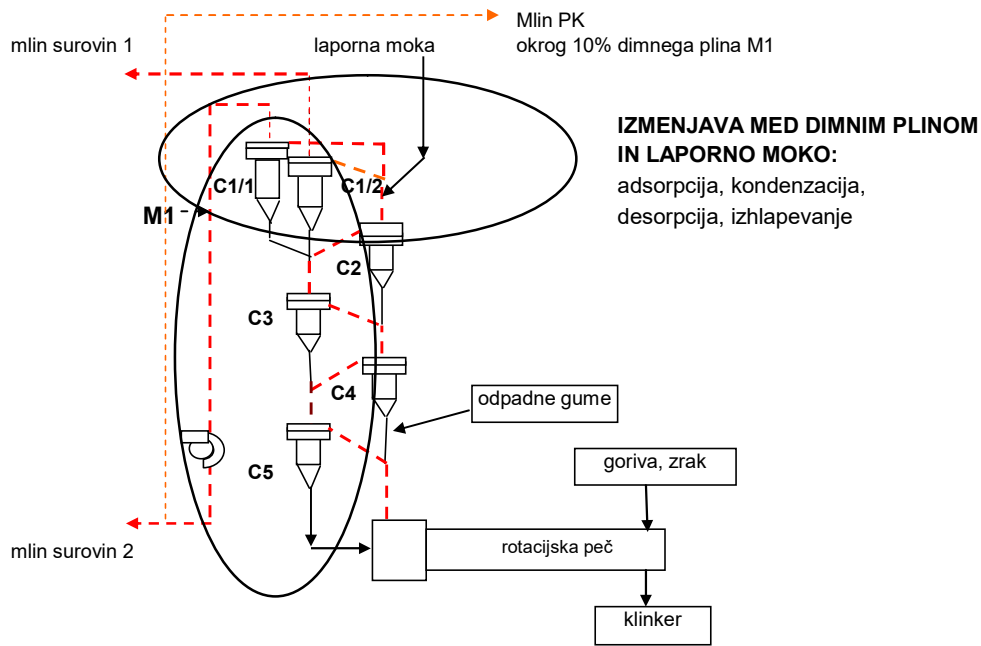 Mlin PK
okrog 10% dimnega plina M1
mlin surovin 1
laporna moka
IZMENJAVA MED DIMNIM PLINOM
IN LAPORNO MOKO:
adsorpcija, kondenzacija,
desorpcija, izhlapevanje
C1/1
C1/2
M1
C2
C3
C4
odpadne gume
C5
goriva, zrak
mlin surovin 2
rotacijska peč
klinker